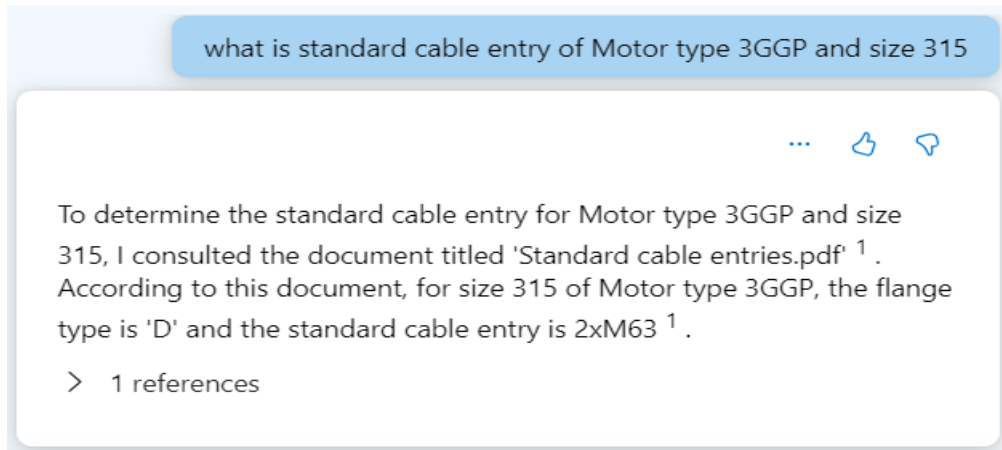 what is standard cable entry of Motor type 3GGP and size 315
...
To determine the standard cable entry for Motor type 3GGP and size
315, I consulted the document titled 'Standard cable entries.pdf' 1 .
According to this document, for size 315 of Motor type 3GGP, the flange
type is 'D' and the standard cable entry is 2xM63 1 .
> 1 references